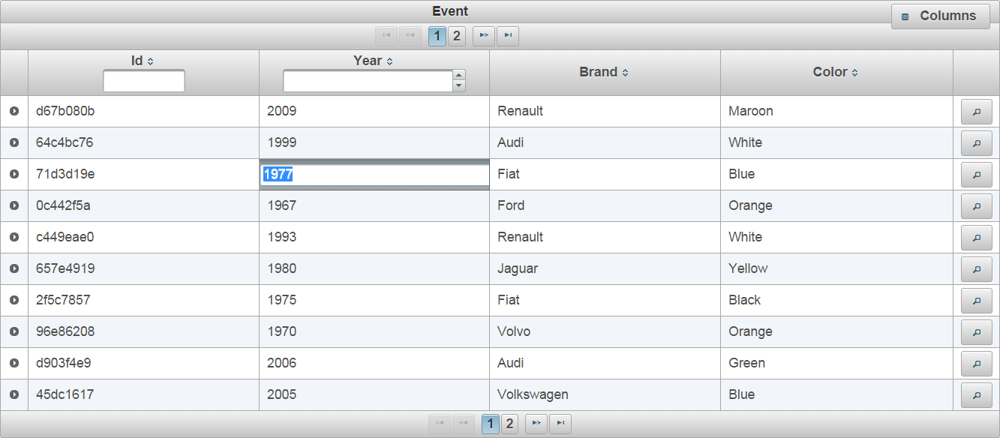 Event
Columns
1 2
Id Year Brand Color
d67b080b 2009 Renault Maroon
64c4bc76 1999 Audi White
71d3d19e 1977 Fiat Blue
0c442f5a 1967 Ford Orange
c449eae0 1993 Renault White
657e4919 1980 Jaguar Yellow
2f5c7857 1975 Fiat Black
96e86208 1970 Volvo Orange
d903f4e9 2006 Audi Green
45dc1617 2005 Volkswagen Blue
1 2